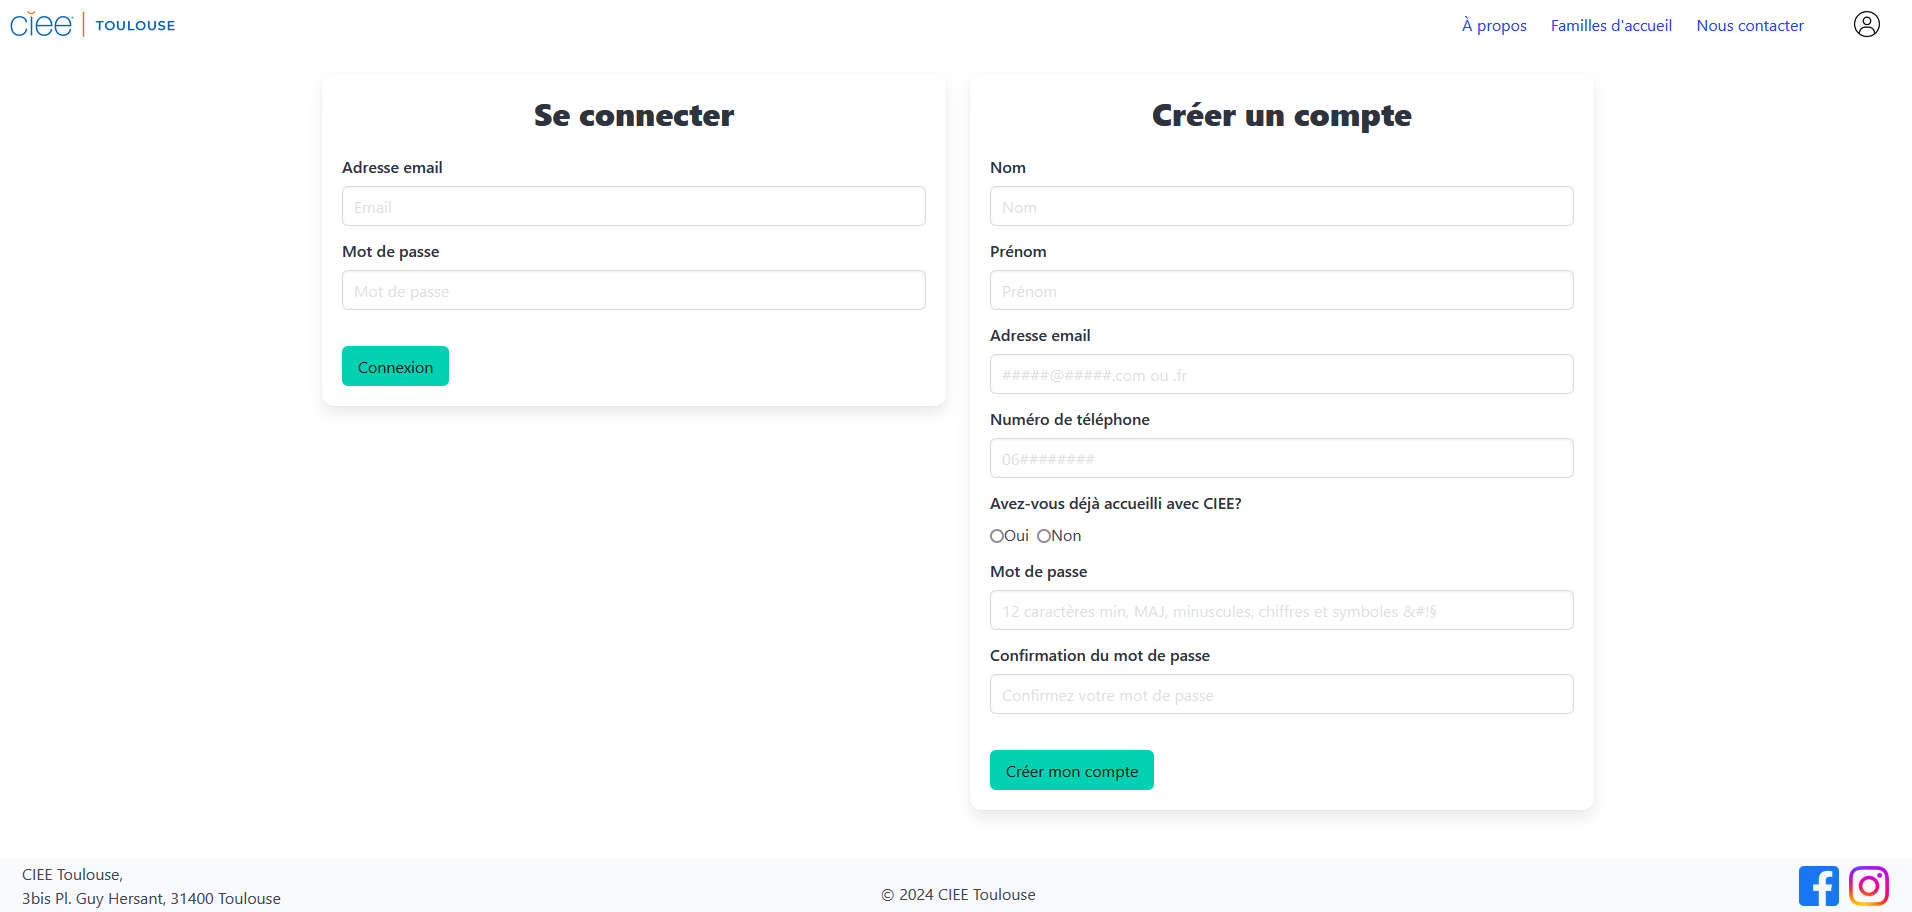 ciee TOULOUSE
À propos Familles d'accueil Nous contacter
Se connecter
Adresse email
Email
Mot de passe
Mot de passe
Connexion
Créer un compte
Nom
Nom
Prénom
Prénom
Adresse email
#####@#####.com ou .fr
Numéro de téléphone
06########
Avez-vous déjà accueilli avec CIEE?
Oui Non
Mot de passe
12 caractères min, MAJ, minuscules, chiffres et symboles &#!§
Confirmation du mot de passe
Confirmez votre mot de passe
Créer mon compte
CIEE Toulouse,
3bis Pl. Guy Hersant, 31400 Toulouse
© 2024 CIEE Toulouse